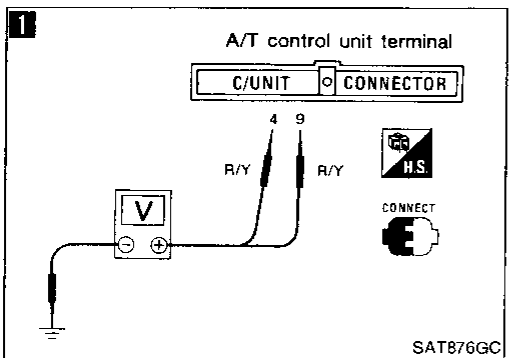 1
A/T control unit terminal
C/UNIT CONNECTOR
4 9
R/Y R/Y
H.S.
CONNECT
V
SAT876GC